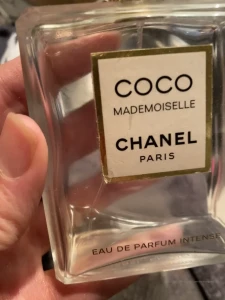 COCO
MADEMOISELLE
CHANEL
PARIS
EAU DE PARFUM INTENSE